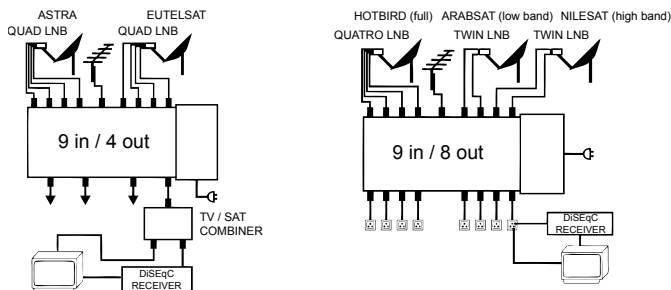 ASTRA
QUAD LNB
EUTELSAT
QUAD LNB
9 in / 4 out
TV / SAT
COMBINER
DiSEqC
RECEIVER
HOTBIRD (full)
QUATRO LNB
ARABSAT (low band)
TWIN LNB
NILESAT (high band)
TWIN LNB
9 in / 8 out
DiSEqC
RECEIVER